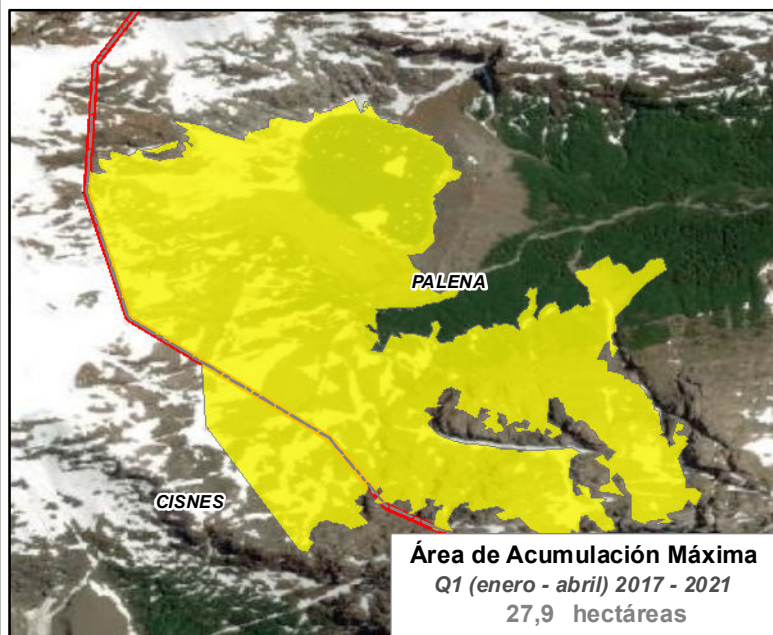 PALENA
CISNES
Área de Acumulación Máxima
Q1 (enero - abril) 2017 - 2021
27,9 hectáreas